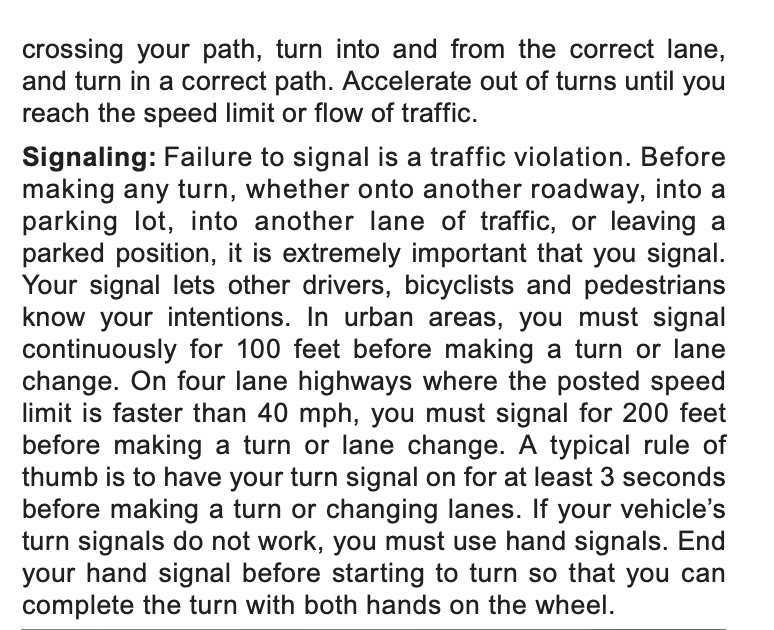 crossing your path, turn into and from the correct lane,
and turn in a correct path. Accelerate out of turns until you
reach the speed limit or flow of traffic.
Signaling: Failure to signal is a traffic violation. Before
making any turn, whether onto another roadway, into a
parking lot, into another lane of traffic, or leaving a
parked position, it is extremely important that you signal.
Your signal lets other drivers, bicyclists and pedestrians
know your intentions. In urban areas, you must signal
continuously for 100 feet before making a turn or lane
change. On four lane highways where the posted speed
limit is faster than 40 mph, you must signal for 200 feet
before making a turn or lane change. A typical rule of
thumb is to have your turn signal on for at least 3 seconds
before making a turn or changing lanes. If your vehicle’s
turn signals do not work, you must use hand signals. End
your hand signal before starting to turn so that you can
complete the turn with both hands on the wheel.